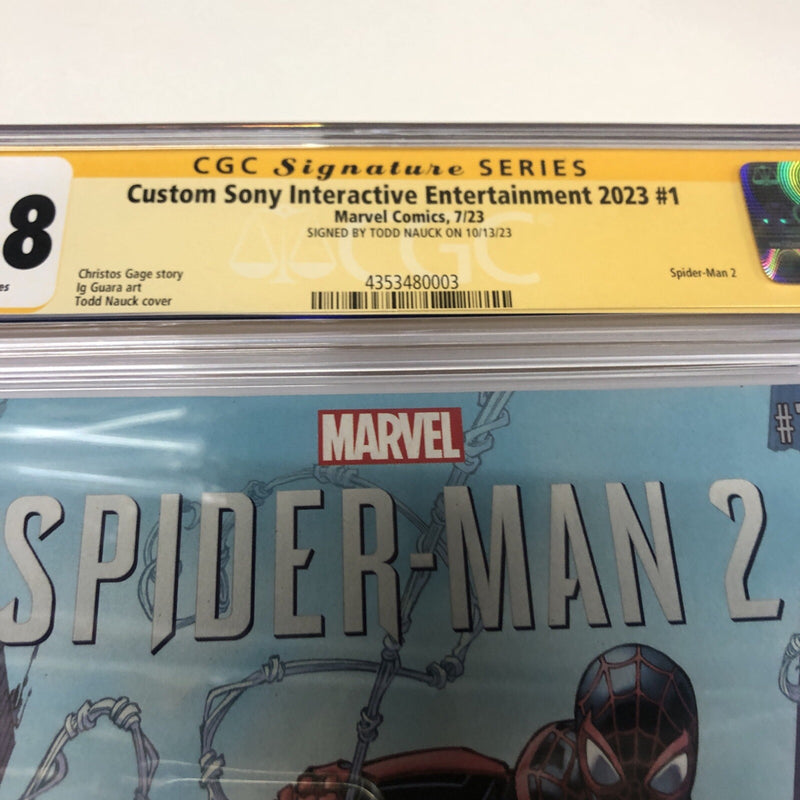 CGC Signature SERIES
Custom Sony Interactive Entertainment 2023 #1
Marvel Comics, 7/23
SIGNED BY TODD NAUCK ON 10/13/23
.8
CGC
Christos Gage story
Ig Guara art
Todd Nauck cover
4353480003
Spider-Man 2
MARVEL
SPIDER-MAN 2